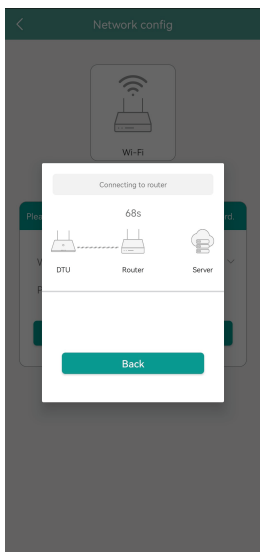 Network config
Wi-Fi
Connecting to router
68s
DTU
Router
Server
Back